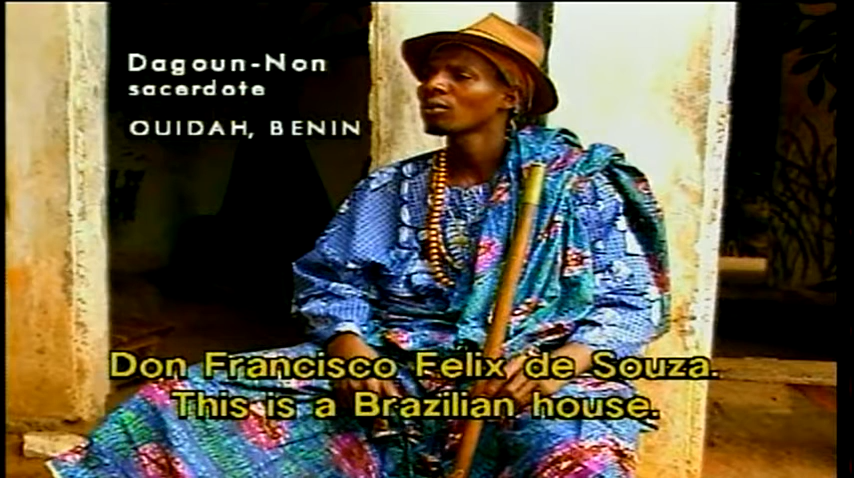 Dagoun-Non
sacerdote
OUIDAH, BENIN
Don Francisco Felix de Souza.
This is a Brazilian house.